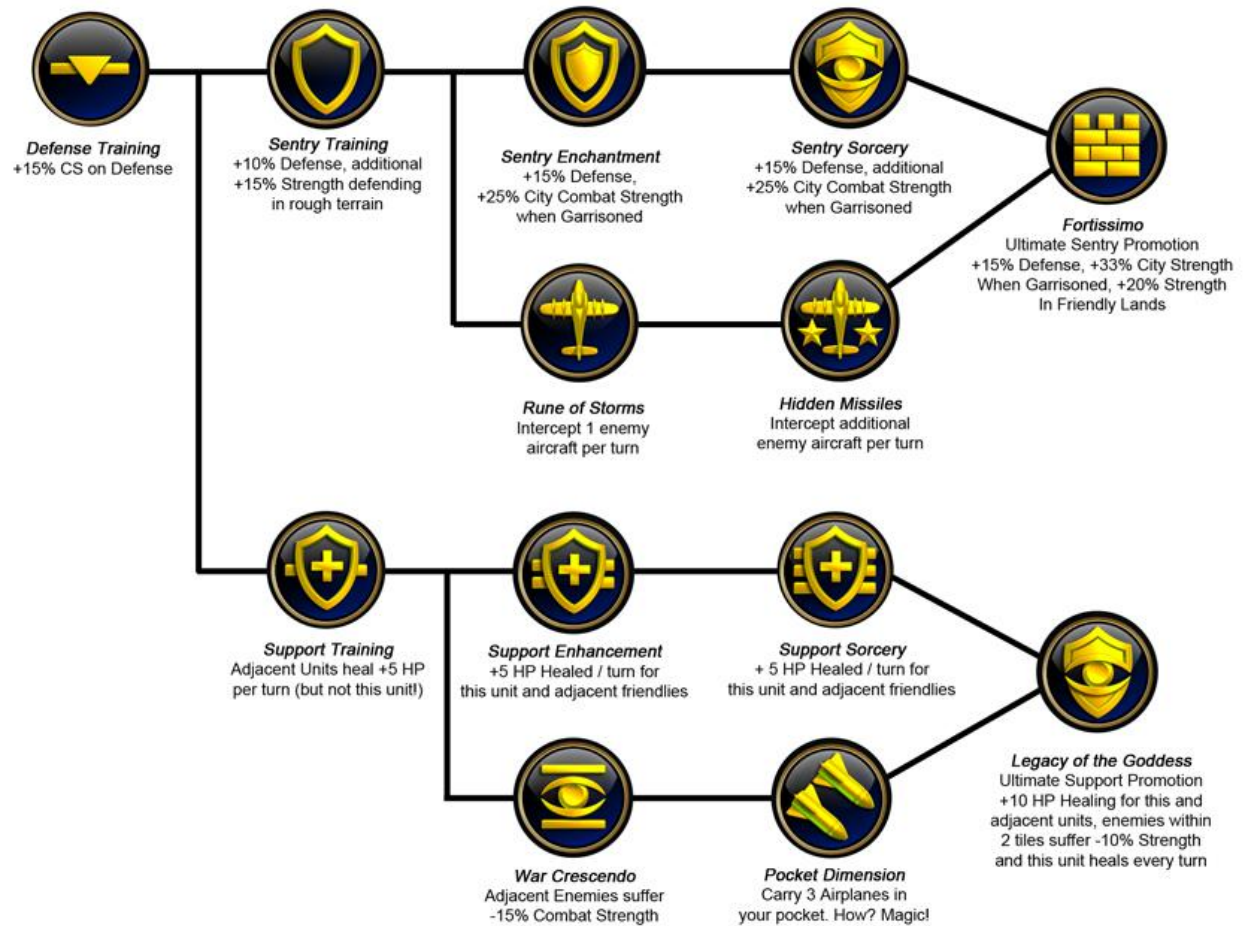 Defense Training
+15% CS on Defense
Sentry Training
+10% Defense, additional
+15% Strength defending
in rough terrain
Sentry Enchantment
+15% Defense,
+25% City Combat Strength
when Garrisoned
Sentry Sorcery
+15% Defense, additional
+25% City Combat Strength
when Garrisoned
Fortissimo
Ultimate Sentry Promotion
+15% Defense, +33% City Strength
When Garrisoned, +20% Strength
In Friendly Lands
Rune of Storms
Intercept 1 enemy
aircraft per turn
Hidden Missiles
Intercept additional
enemy aircraft per turn
Support Training
Adjacent Units heal +5 HP
per turn (but not this unit!)
Support Enhancement
+5 HP Healed / turn for
this unit and adjacent friendlies
Support Sorcery
+ 5 HP Healed / turn for
this unit and adjacent friendlies
Legacy of the Goddess
Ultimate Support Promotion
+10 HP Healing for this and
adjacent units, enemies within
2 tiles suffer -10% Strength
and this unit heals every turn
War Crescendo
Adjacent Enemies suffer
-15% Combat Strength
Pocket Dimension
Carry 3 Airplanes in
your pocket. How? Magic!